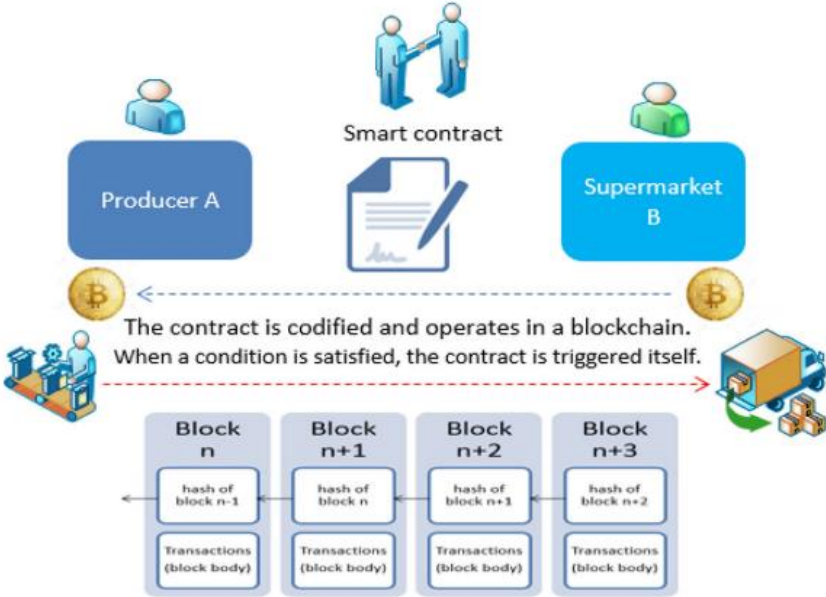 Smart contract
Producer A
Supermarket
B
The contract is codified and operates in a blockchain.
When a condition is satisfied, the contract is triggered itself.
Block
n
hash of
block n-1
Transactions
(block body)
Block
n+1
hash of
block n
Transactions
(block body)
Block
n+2
hash of
block n+1
Transactions
(block body)
Block
n+3
hash of
block n+2
Transactions
(block body)